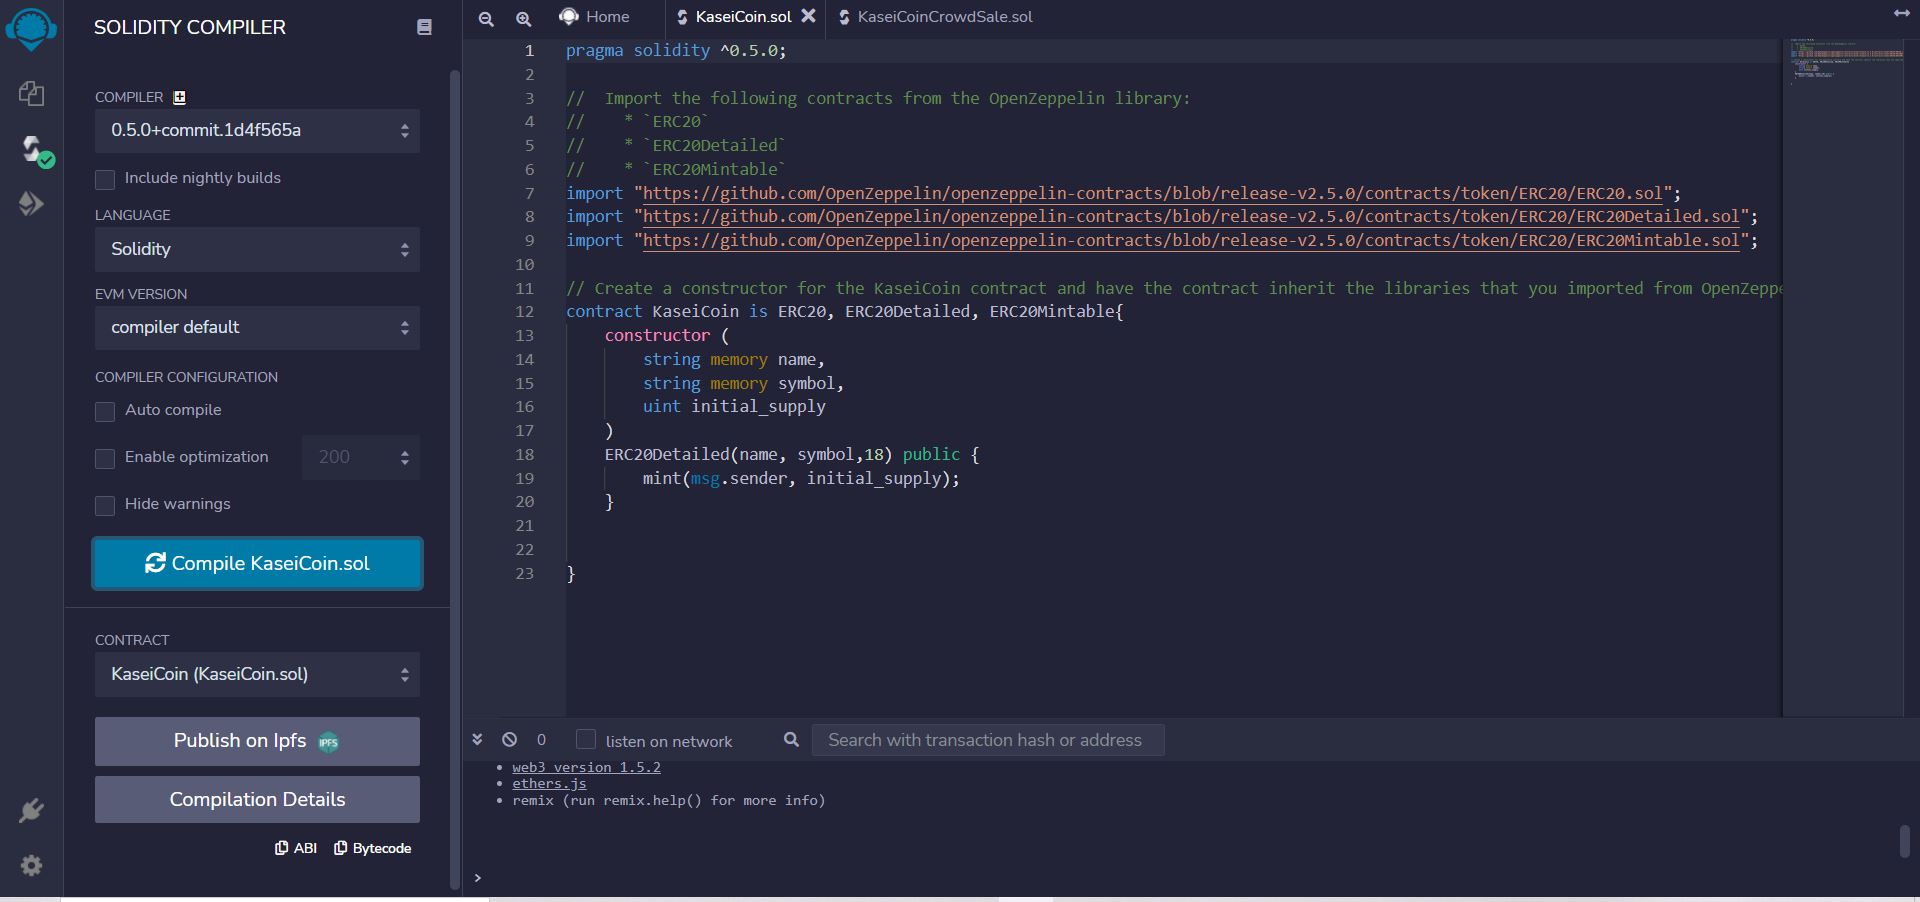 SOLIDITY COMPILER
COMPILER
0.5.0+commit.1d4f565a
Include nightly builds
LANGUAGE
Solidity
EVM VERSION
compiler default
COMPILER CONFIGURATION
Auto compile
Enable optimization 200
Hide warnings
Compile KaseiCoin.sol
CONTRACT
KaseiCoin (KaseiCoin.sol)
Publish on Ipfs IPFS
Compilation Details
ABI Bytecode
Home KaseiCoin.sol KaseiCoinCrowdSale.sol
1 pragma solidity ^0.5.0;
2
3 //  Import the following contracts from the OpenZeppelin library:
4 //    * `ERC20`
5 //    * `ERC20Detailed`
6 //    * `ERC20Mintable`
7 import "https://github.com/OpenZeppelin/openzeppelin-contracts/blob/release-v2.5.0/contracts/token/ERC20/ERC20.sol";
8 import "https://github.com/OpenZeppelin/openzeppelin-contracts/blob/release-v2.5.0/contracts/token/ERC20/ERC20Detailed.sol";
9 import "https://github.com/OpenZeppelin/openzeppelin-contracts/blob/release-v2.5.0/contracts/token/ERC20/ERC20Mintable.sol";
10
11 // Create a constructor for the KaseiCoin contract and have the contract inherit the libraries that you imported from OpenZeppe
12 contract KaseiCoin is ERC20, ERC20Detailed, ERC20Mintable{
13     constructor (
14         string memory name,
15         string memory symbol,
16         uint initial_supply
17     )
18     ERC20Detailed(name, symbol,18) public {
19         mint(msg.sender, initial_supply);
20     }
21
22
23 }
0 listen on network Search with transaction hash or address
• web3 version 1.5.2
• ethers.js
• remix (run remix.help() for more info)
>